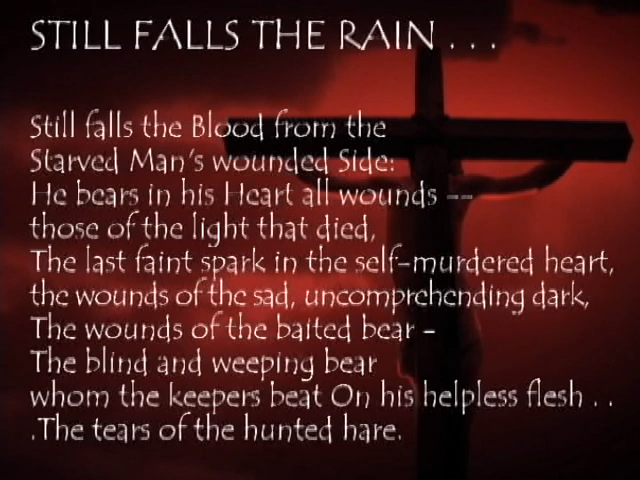 STILL FALLS THE RAIN . . .
Still falls the Blood from the
Starved Man's wounded Side:
He bears in his Heart all wounds --
those of the light that died,
The last faint spark in the self-murdered heart,
the wounds of the sad, uncomprehending dark,
The wounds of the baited bear -
The blind and weeping bear
whom the keepers beat On his helpless flesh . .
.The tears of the hunted hare.